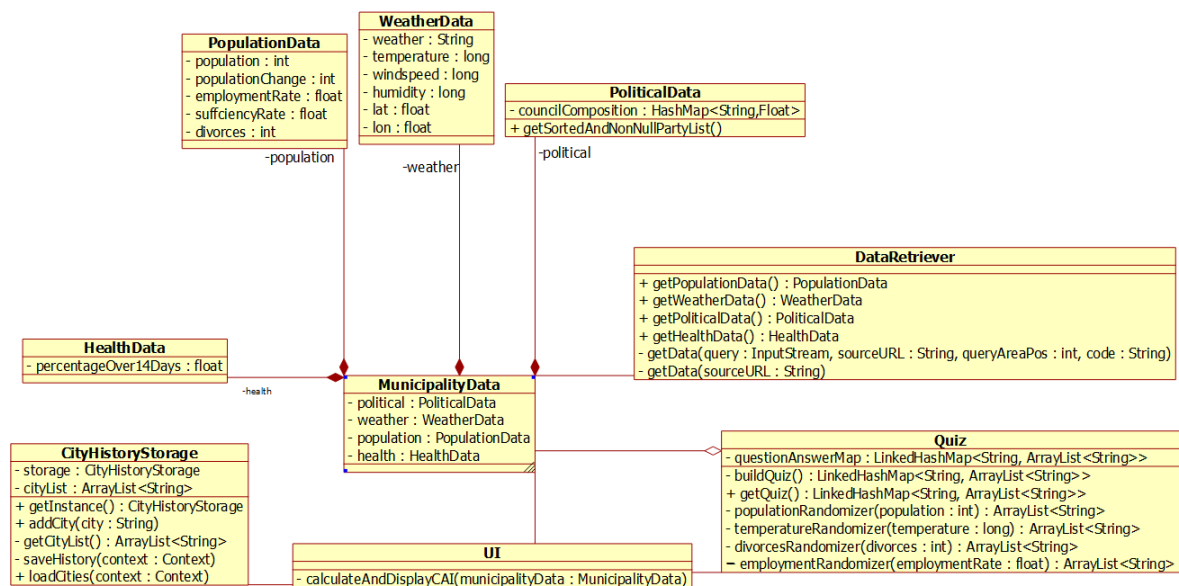 WeatherData
- weather : String
- temperature : long
- windspeed : long
- humidity : long
- lat : float
- lon : float
PopulationData
- population : int
- populationChange : int
- employmentRate : float
- suffciencyRate : float
- divorces : int
PoliticalData
- councilComposition : HashMap<String,Float>
+ getSortedAndNonNullPartyList()
-population
-weather
-political
DataRetriever
+ getPopulationData() : PopulationData
+ getWeatherData() : WeatherData
+ getPoliticalData() : PoliticalData
+ getHealthData() : HealthData
- getData(query : InputStream, sourceURL : String, queryAreaPos : int, code : String)
- getData(sourceURL : String)
HealthData
- percentageOver14Days : float
-health
MunicipalityData
- political : PoliticalData
- weather : WeatherData
- population : PopulationData
- health : HealthData
CityHistoryStorage
- storage : CityHistoryStorage
- cityList : ArrayList<String>
+ getInstance() : CityHistoryStorage
+ addCity(city : String)
- getCityList() : ArrayList<String>
- saveHistory(context : Context)
+ loadCities(context : Context)
Quiz
- questionAnswerMap : LinkedHashMap<String, ArrayList<String>>
- buildQuiz() : LinkedHashMap<String, ArrayList<String>>
+ getQuiz() : LinkedHashMap<String, ArrayList<String>>
- populationRandomizer(population : int) : ArrayList<String>
- temperatureRandomizer(temperature : long) : ArrayList<String>
- divorcesRandomizer(divorces : int) : ArrayList<String>
- employmentRandomizer(employmentRate : float) : ArrayList<String>
UI
- calculateAndDisplayCAI(municipalityData : MunicipalityData)